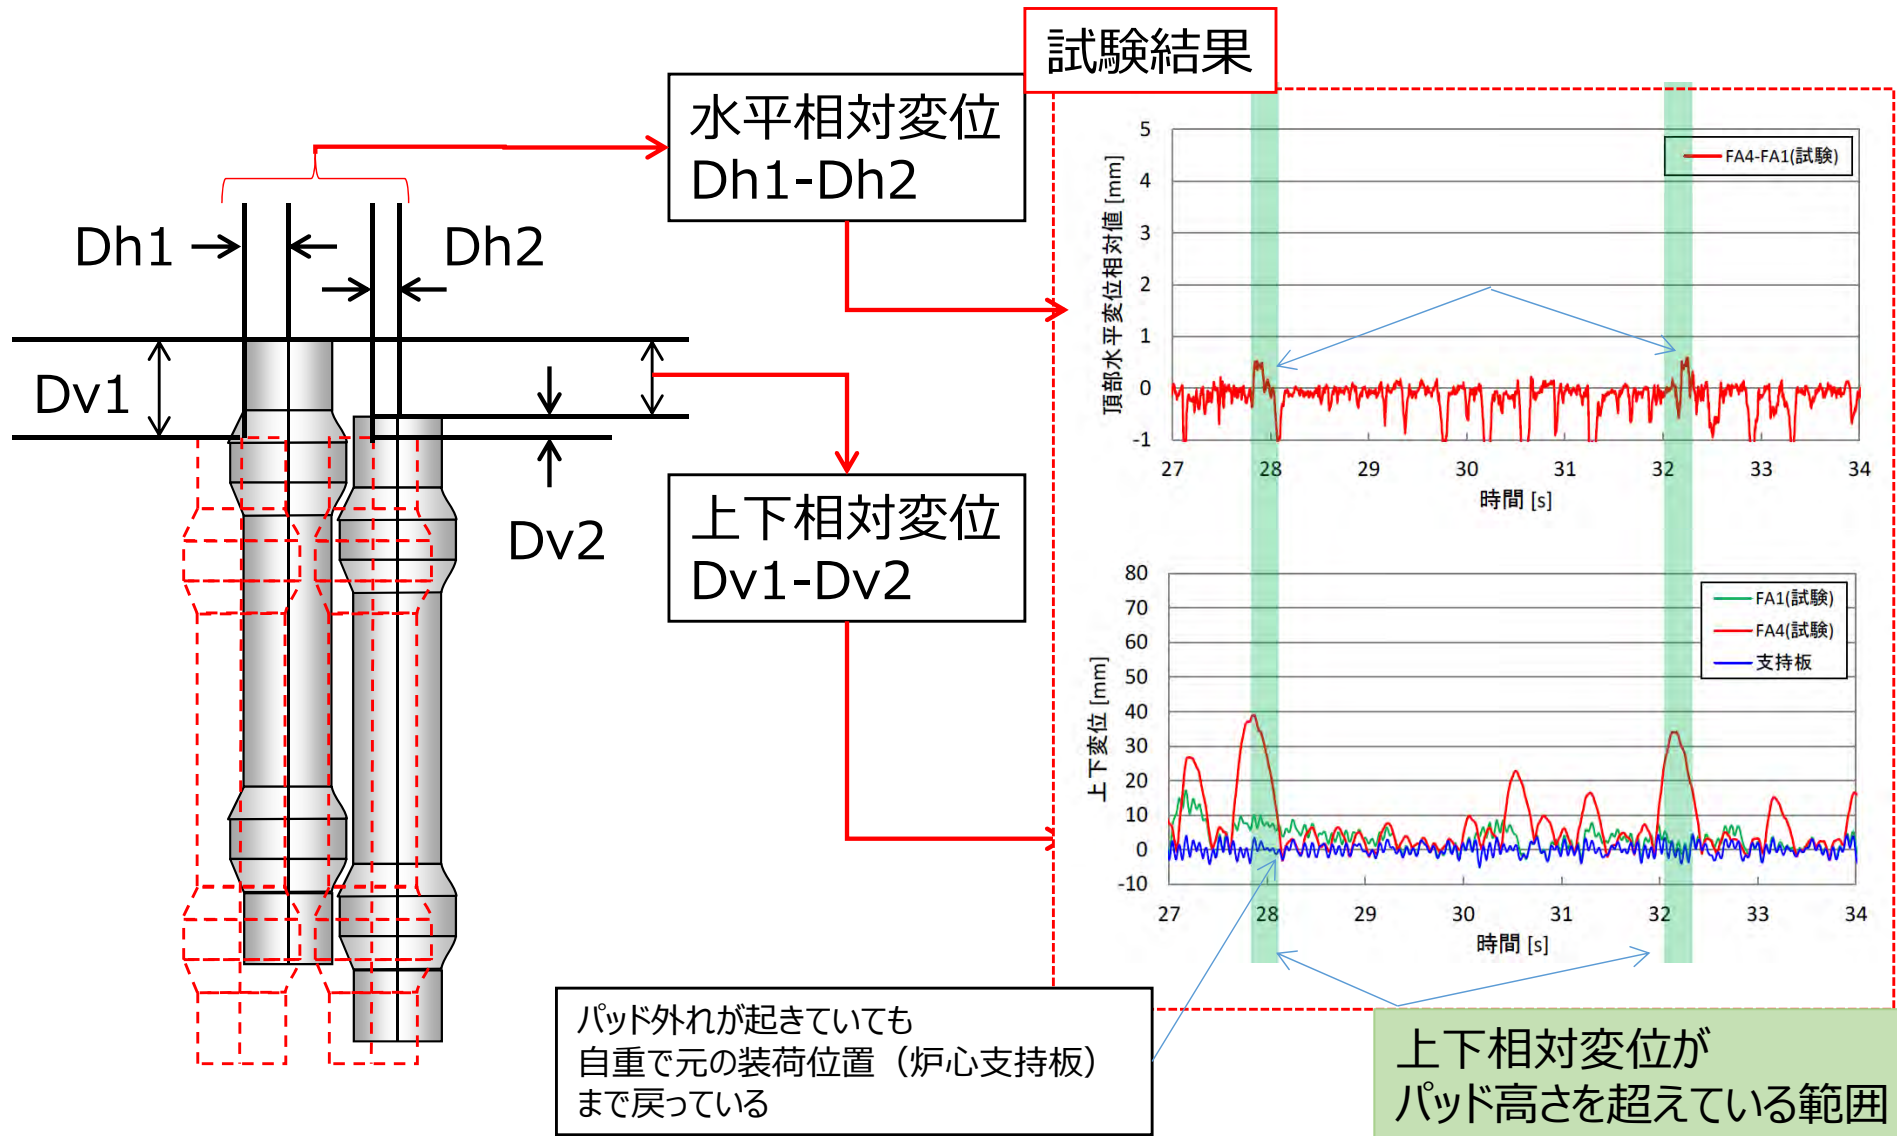 試験結果
水平相対変位
Dh1-Dh2
Dh1
Dh2
Dv1
Dv2
上下相対変位
Dv1-Dv2
頂部水平変位相対値 [mm]
5
4
3
2
1
0
-1
FA4-FA1(試験)
27 28 29 30 31 32 33 34
時間 [s]
上下変位 [mm]
80
70
60
50
40
30
20
10
0
-10
FA1(試験)
FA4(試験)
支持板
27 28 29 30 31 32 33 34
時間 [s]
パッド外れが起きていても
自重で元の装荷位置（炉心支持板）
まで戻っている
上下相対変位が
パッド高さを超えている範囲